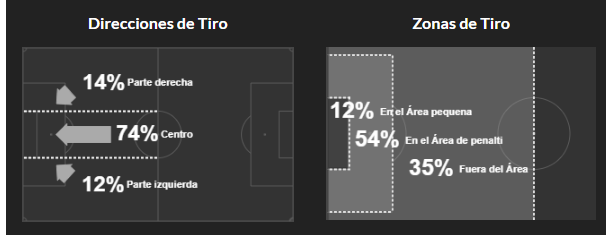 Direcciones de Tiro
14% Parte derecha
74% Centro
12% Parte izquierda
Zonas de Tiro
12% En el Área pequena
54% En el Área de penalti
35% Fuera del Área